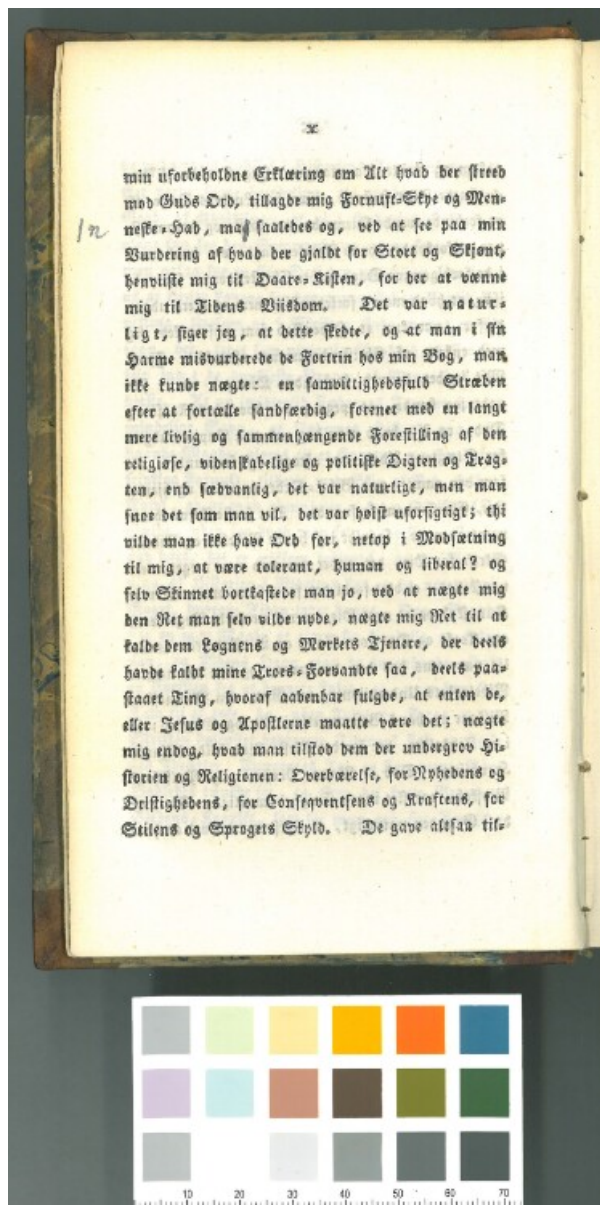 x
min uforbeholdne Erklæring om Alt hvad der streed
mod Guds Ord, tillagde mig Fornuft-Skye og Men-
neske-Had, maa saaledes og, ved at see paa min
/n
Vurdering af hvad der gjaldt for Stort og Skjønt,
henviiste mig til Daare-Kisten, for der at vænne
mig til Tidens Viisdom. Det var natur-
ligt, siger jeg, at dette skedte, og at man i sin
Harme misvurderede de Fortrin hos min Bog, man
ikke kunde nægte: en samvittighedsfuld Stræben
efter at fortælle sandfærdig, forenet med en langt
mere livlig og sammenhængende Forestilling af den
religiøse, videnskabelige og politiske Digten og Trag-
ten, end sædvanlig, det var naturligt, men man
snoe det som man vil, det var høist uforsigtigt; thi
vilde man ikke have Ord for, netop i Modsætning
til mig, at være tolerant, human og liberal? og
selv Skinnet bortkastede man jo, ved at nægte mig
den Ret man selv vilde nyde, nægte mig Ret til at
kalde dem Løgnens og Mørkets Tjenere, der deels
havde kaldt mine Troes-Forvandte saa, deels paa-
staaet Ting, hvoraf aabenbar fulgde, at enten de,
eller Jesus og Apostlerne maatte være det; nægte
mig endog, hvad man tilstod dem der undergrov Hi-
storien og Religionen: Overbærelse, for Nyhedens og
Dristighedens, for Conseqventsens og Kraftens, for
Stilens og Sprogets Skyld. De gave altsaa til-
10 20 30 40 50 60 70